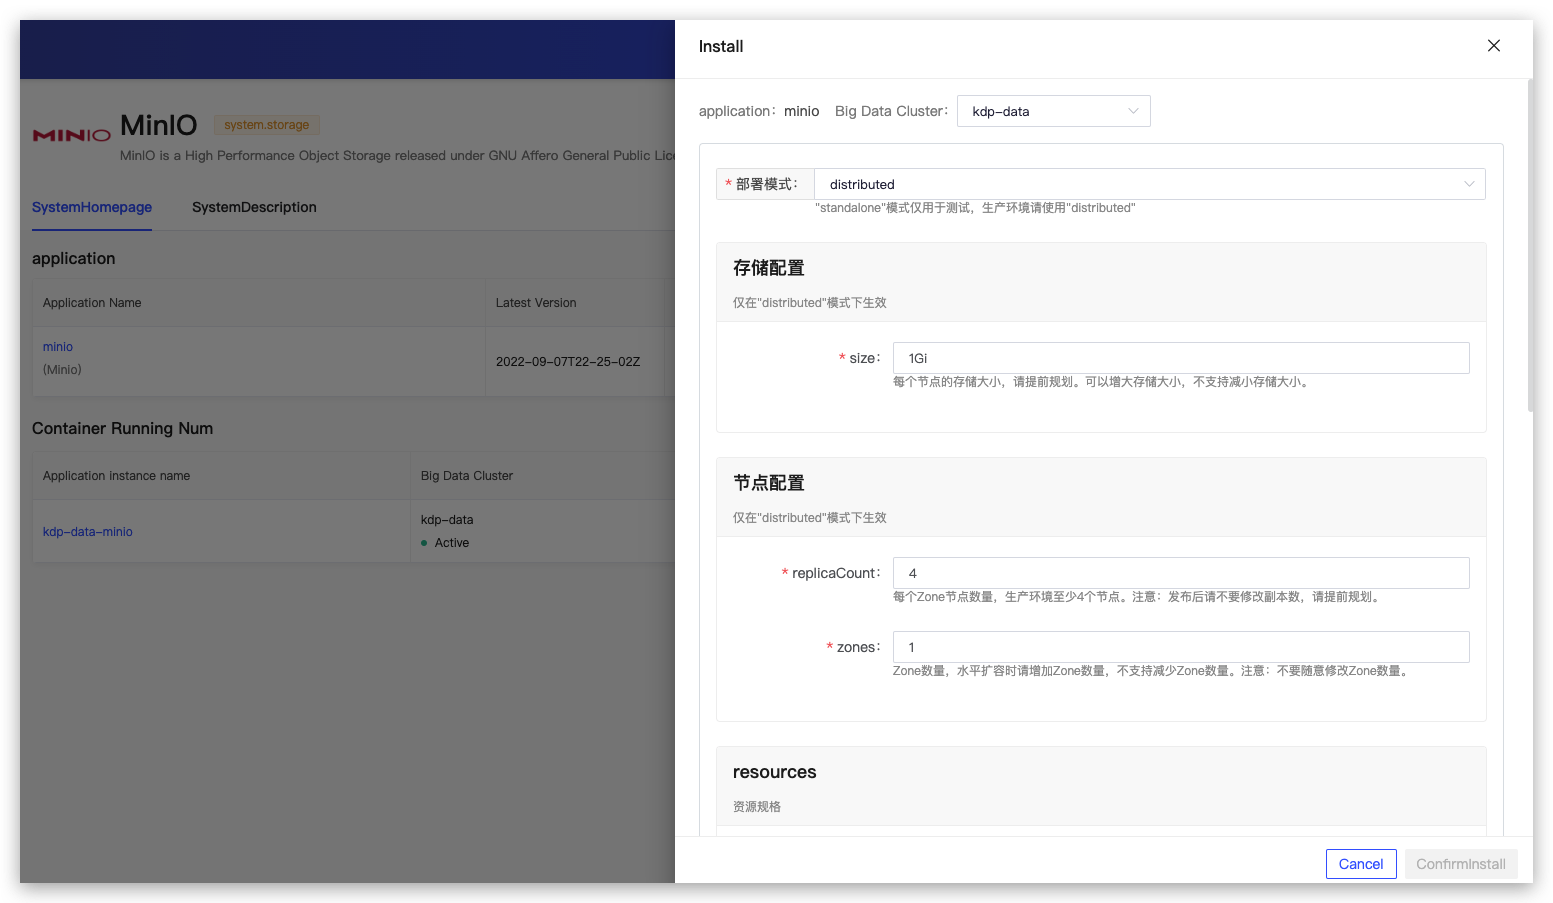 MINIO
MinIO
system.storage
MinIO is a High Performance Object Storage released under GNU Affero General Public Lic
SystemHomepage
SystemDescription
application
Application Name
Latest Version
minio
(Minio)
2022-09-07T22-25-02Z
Container Running Num
Application instance name
Big Data Cluster
kdp-data-minio
kdp-data
Active
Install
application： minio Big Data Cluster： kdp-data
* 部署模式： distributed
"standalone"模式仅用于测试，生产环境请使用"distributed"
存储配置
仅在"distributed"模式下生效
* size： 1Gi
每个节点的存储大小，请提前规划。可以增大存储大小，不支持减小存储大小。
节点配置
仅在"distributed"模式下生效
* replicaCount： 4
每个Zone节点数量，生产环境至少4个节点。注意：发布后请不要修改副本数，请提前规划。
* zones： 1
Zone数量，水平扩容时请增加Zone数量，不支持减少Zone数量。注意：不要随意修改Zone数量。
resources
资源规格
Cancel
ConfirmInstall